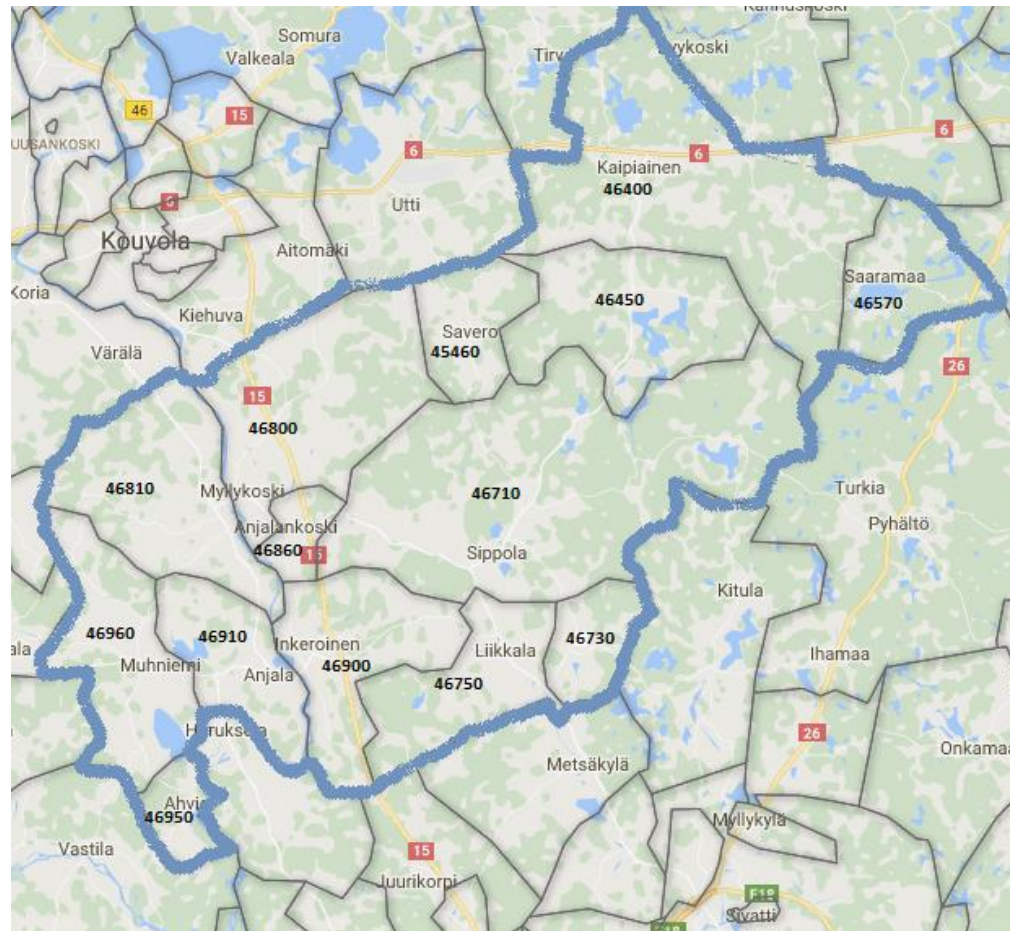 Somura
Valkeala
46
15
UUSANKOSKI
6
Utti
6
Kouvola
Aitomäki
Koria
Kiehuva
Värälä
Tirv
yykoski
6
6
Kaipiainen
46400
Saaramaa
46570
46450
Savero
45460
26
15
46800
46810
Myllykoski
46710
Anjalankoski
46860
15
Sippola
Turkia
Pyhältö
Kitula
46960
46910
Inkeroinen
46900
Liikkala
46730
Muhniemi
Anjala
46750
Ihamaa
ala
26
Metsäkylä
Onkamaa
Ahvi
46950
Vastila
15
Juurikorpi
Myllykylä
E18
Sivatti